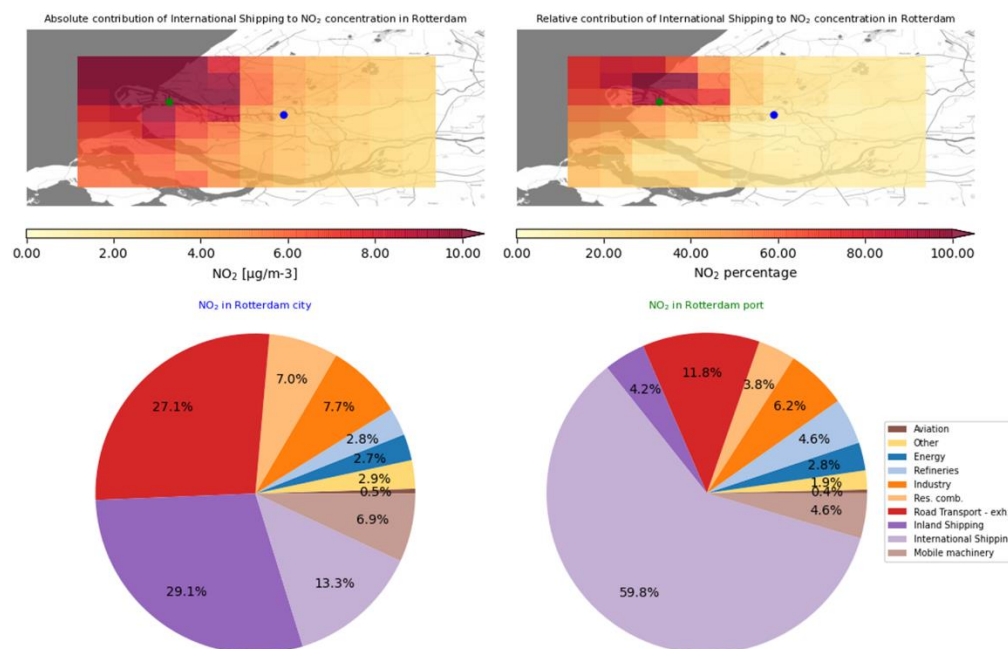 Absolute contribution of International Shipping to NO₂ concentration in Rotterdam
Relative contribution of International Shipping to NO₂ concentration in Rotterdam
0.00 2.00 4.00 6.00 8.00 10.00
NO₂ [µg/m-3]
0.00 20.00 40.00 60.00 80.00 100.00
NO₂ percentage
NO₂ in Rotterdam city
27.1%
7.0%
7.7%
2.8%
2.7%
2.9%
0.5%
6.9%
13.3%
29.1%
NO₂ in Rotterdam port
4.2%
11.8%
3.8%
6.2%
4.6%
2.8%
1.9%
0.4%
4.6%
59.8%
Aviation
Other
Energy
Refineries
Industry
Res. comb.
Road Transport - exh
Inland Shipping
International Shippin
Mobile machinery